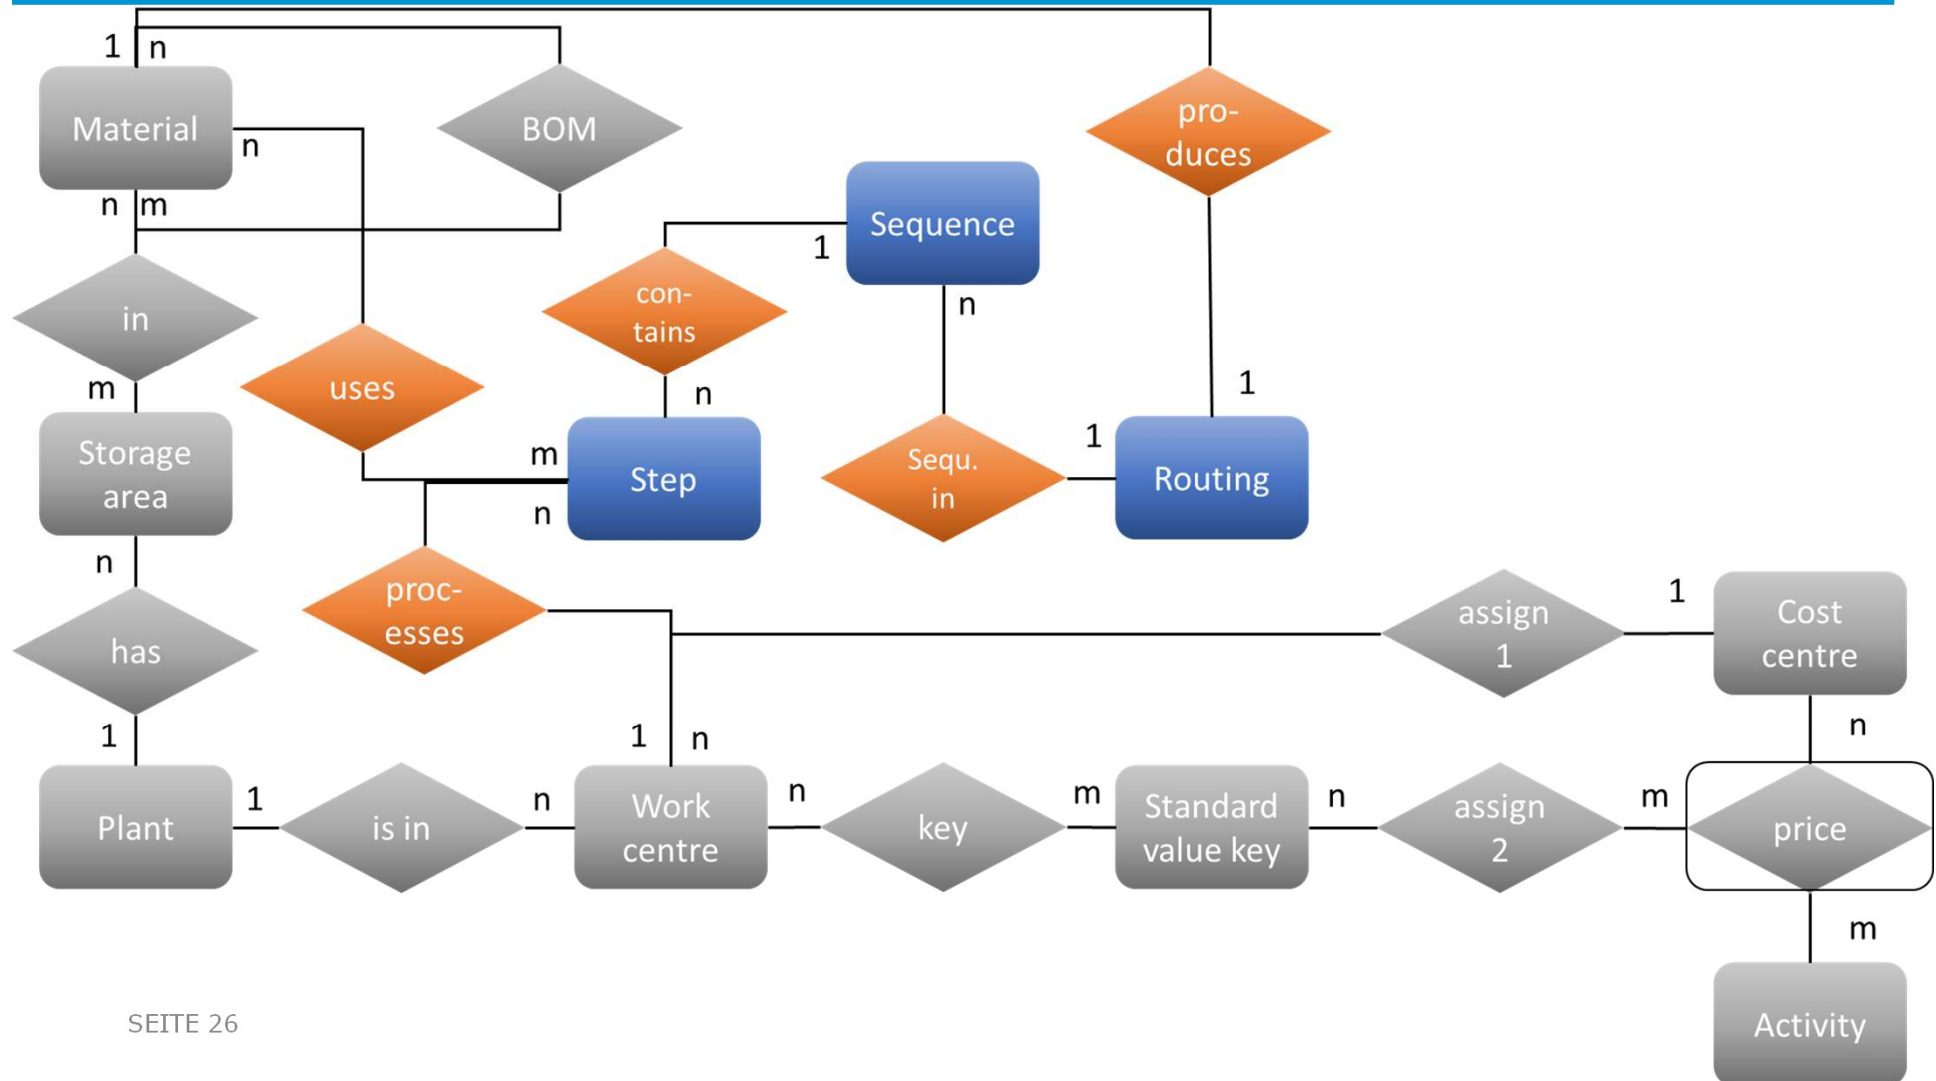 1 n
Material
n
n m
BOM
pro-
duces
Sequence
1
n
con-
tains
n
in
m
uses
Storage
area
n
m
Step
n
Sequ.
in
1
Routing
1
proc-
esses
has
1
assign
1
1
Cost
centre
n
Plant
1
is in
n
1 n
Work
centre
n
key
m
Standard
value key
n
assign
2
m
price
m
Activity
SEITE 26